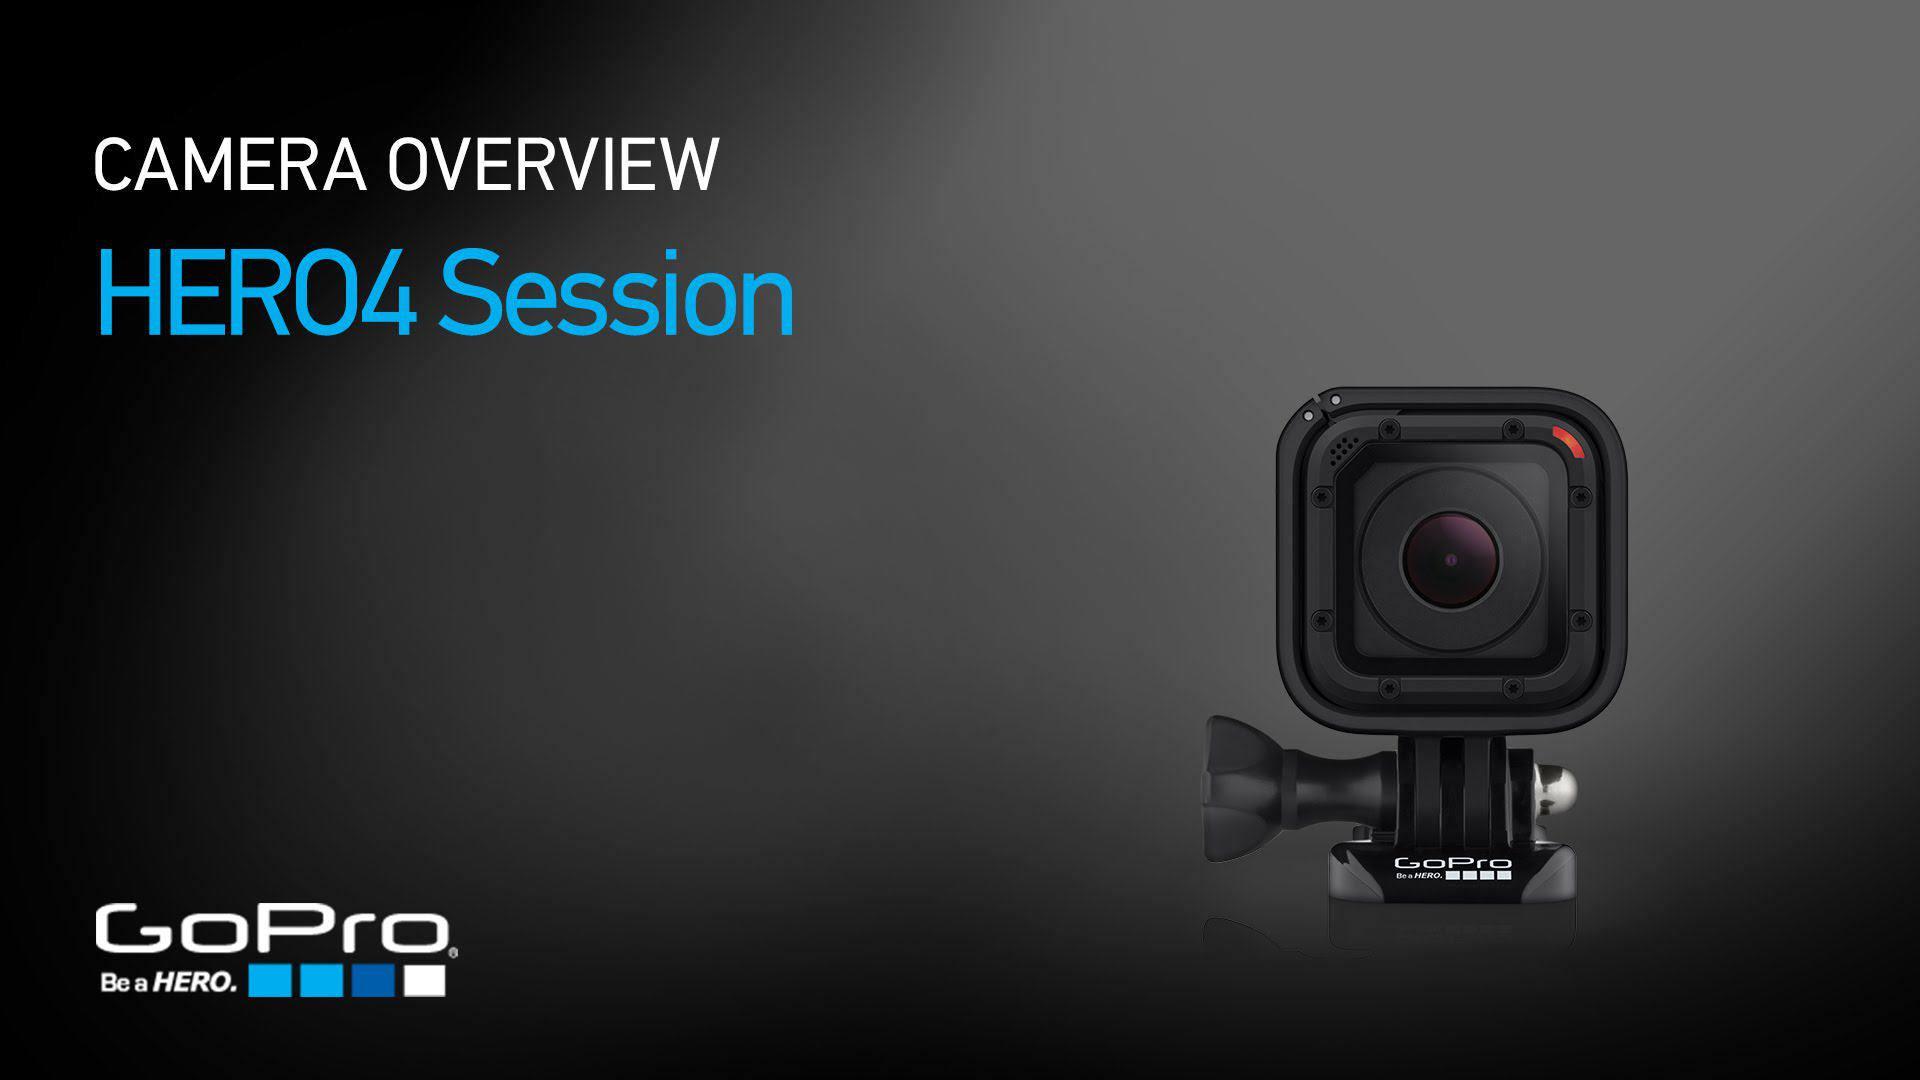 CAMERA OVERVIEW
HERO4 Session
GoPro
Be a HERO.
GoPro®
Be a HERO.